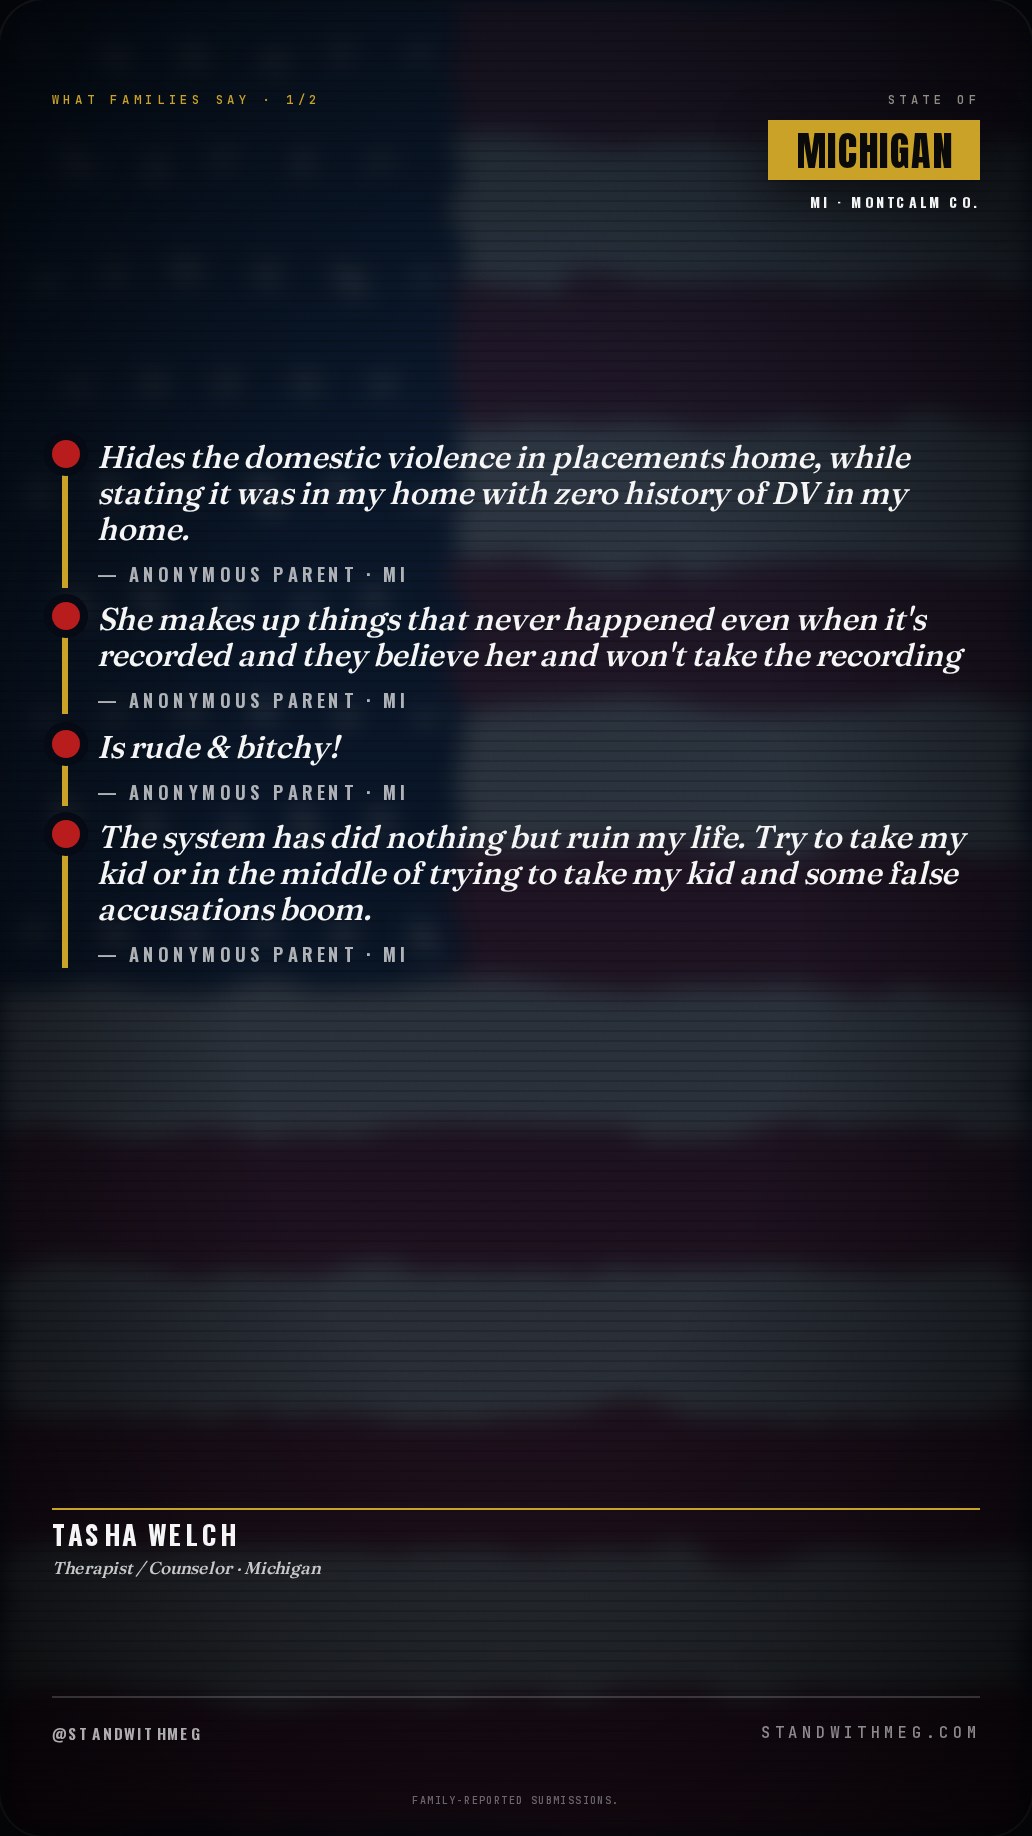 WHAT FAMILIES SAY · 1/2
STATE OF
MICHIGAN
MI · MONTCALM CO.
Hides the domestic violence in placements home, while
stating it was in my home with zero history of DV in my
home.
— ANONYMOUS PARENT · MI
She makes up things that never happened even when it's
recorded and they believe her and won't take the recording
— ANONYMOUS PARENT · MI
Is rude & bitchy!
— ANONYMOUS PARENT · MI
The system has did nothing but ruin my life. Try to take my
kid or in the middle of trying to take my kid and some false
accusations boom.
— ANONYMOUS PARENT · MI
TASHA WELCH
Therapist / Counselor · Michigan
@STANDWITHMEG
STANDWITHMEG.COM
FAMILY-REPORTED SUBMISSIONS.